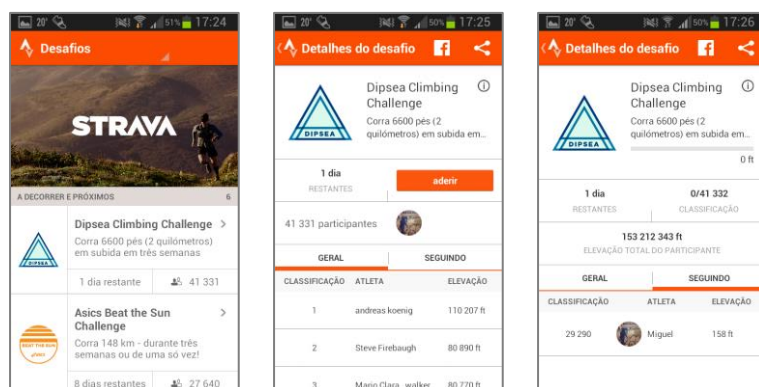 20° 51% 17:24
Desafios
STRAVA
A DECORRER E PRÓXIMOS 6
DIPSEA
Dipsea Climbing Challenge
Corra 6600 pés (2 quilómetros)
em subida em três semanas
1 dia restante 41 331
BEAT THE SUN
asics
Asics Beat the Sun
Challenge
Corra 148 km - durante três
semanas ou de uma só vez!
8 dias restantes 27 640
20° 50% 17:25
Detalhes do desafio
DIPSEA
Dipsea Climbing
Challenge
Corra 6600 pés (2
quilómetros) em subida em...
1 dia
RESTANTES
aderir
41 331 participantes
GERAL SEGUINDO
CLASSIFICAÇÃO ATLETA ELEVAÇÃO
1 andreas koenig 110 207 ft
2 Steve Firebaugh 80 890 ft
3 Mario Clara_walker 80 770 ft
20° 50% 17:26
Detalhes do desafio
DIPSEA
Dipsea Climbing
Challenge
Corra 6600 pés (2
quilómetros) em subida em...
0 ft
1 dia 0/41 332
RESTANTES CLASSIFICAÇÃO
153 212 343 ft
ELEVAÇÃO TOTAL DO PARTICIPANTE
GERAL SEGUINDO
CLASSIFICAÇÃO ATLETA ELEVAÇÃO
29 290 Miguel 158 ft